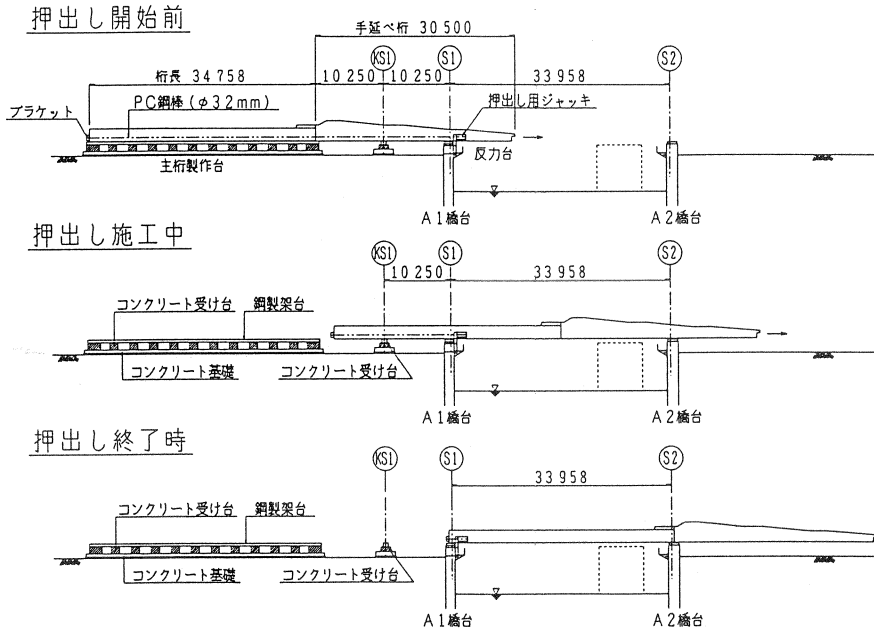 押出し開始前
手延べ桁 30 500
KS1
S1
S2
桁長 34 758
10 250
10 250
33 958
PC鋼棒(φ32mm)
押出し用ジャッキ
ブラケット
主桁製作台
反力台
A1橋台
A2橋台
押出し施工中
KS1
S1
S2
10 250
33 958
コンクリート受け台
鋼製架台
コンクリート基礎
コンクリート受け台
A1橋台
A2橋台
押出し終了時
KS1
S1
S2
33 958
コンクリート受け台
鋼製架台
コンクリート基礎
コンクリート受け台
A1橋台
A2橋台